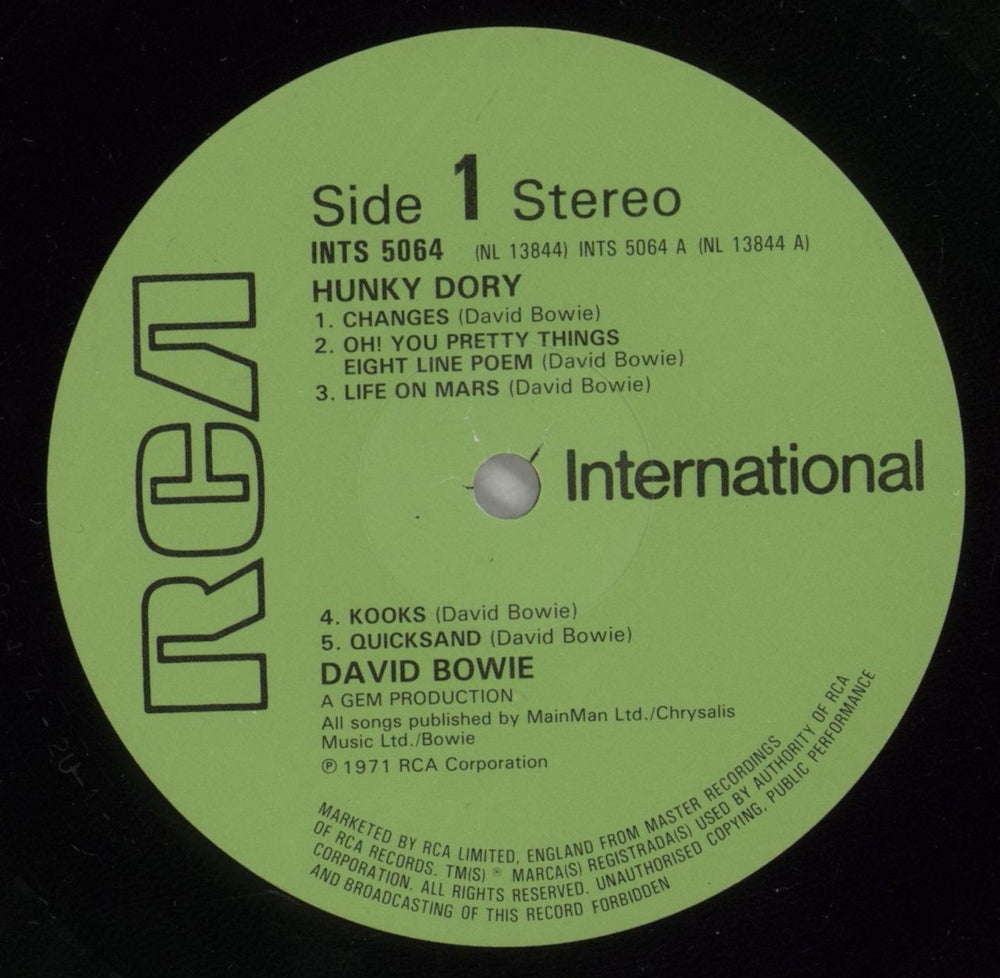 Side 1 Stereo
INTS 5064 (NL 13844) INTS 5064 A (NL 13844 A)
HUNKY DORY
1. CHANGES (David Bowie)
2. OH! YOU PRETTY THINGS
EIGHT LINE POEM (David Bowie)
3. LIFE ON MARS (David Bowie)
RCA
International
4. KOOKS (David Bowie)
5. QUICKSAND (David Bowie)
DAVID BOWIE
A GEM PRODUCTION
All songs published by MainMan Ltd./Chrysalis
Music Ltd./Bowie
℗ 1971 RCA Corporation
MARKETED BY RCA LIMITED, ENGLAND FROM MASTER RECORDINGS
OF RCA RECORDS. TM(S) ® MARCA(S) REGISTRADA(S) USED BY AUTHORITY OF RCA
CORPORATION. ALL RIGHTS RESERVED. UNAUTHORISED COPYING, PUBLIC PERFORMANCE
AND BROADCASTING OF THIS RECORD FORBIDDEN